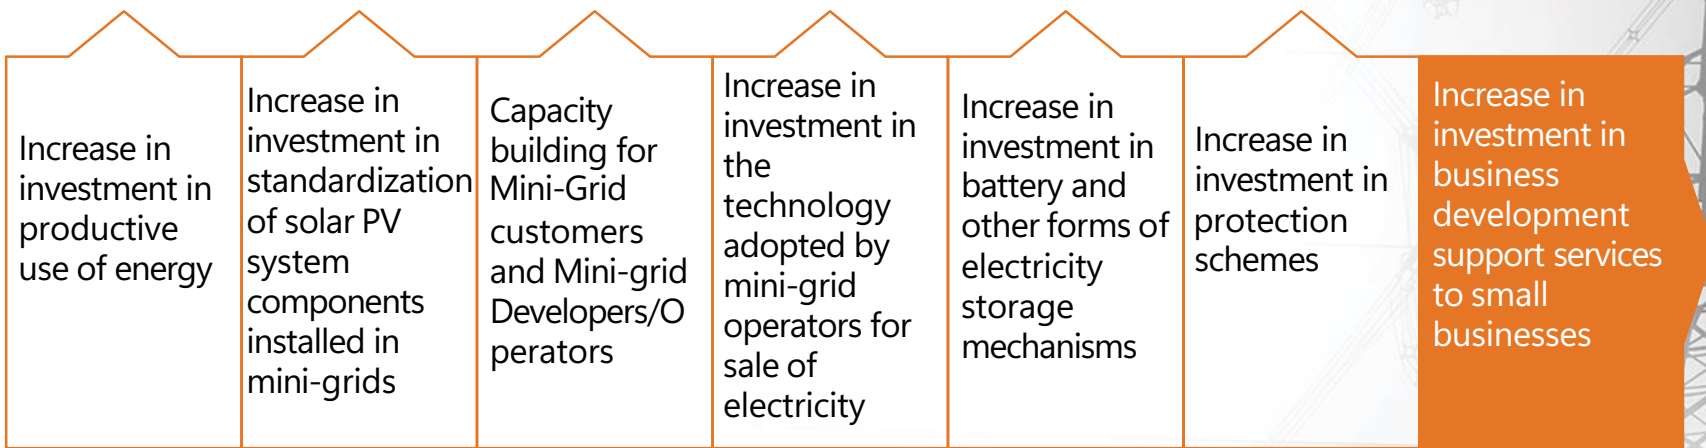 Increase in
investment in
productive
use of energy
Increase in
investment in
standardization
of solar PV
system
components
installed in
mini-grids
Capacity
building for
Mini-Grid
customers
and Mini-grid
Developers/O
perators
Increase in
investment in
the
technology
adopted by
mini-grid
operators for
sale of
electricity
Increase in
investment in
battery and
other forms of
electricity
storage
mechanisms
Increase in
investment in
protection
schemes
Increase in
investment in
business
development
support services
to small
businesses